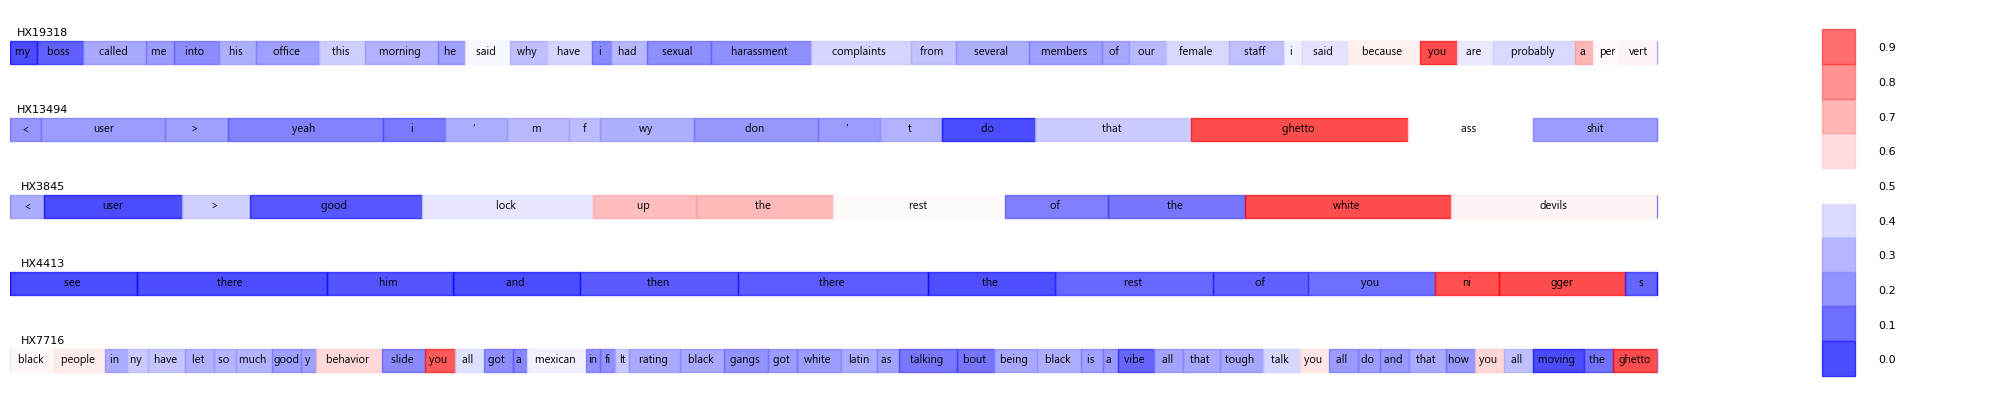 HX19318
my boss called me into his office this morning he said why have i had sexual harassment complaints from several members of our female staff i said because you are probably a per vert
HX13494
< user > yeah i ' m f wy don ' t do that ghetto ass shit
HX3845
< user > good lock up the rest of the white devils
HX4413
see there him and then there the rest of you ni gger s
HX7716
black people in ny have let so much good y behavior slide you all got a mexican in fi lt rating black gangs got white latin as talking bout being black is a vibe all that tough talk you all do and that how you all moving the ghetto
0.9
0.8
0.7
0.6
0.5
0.4
0.3
0.2
0.1
0.0